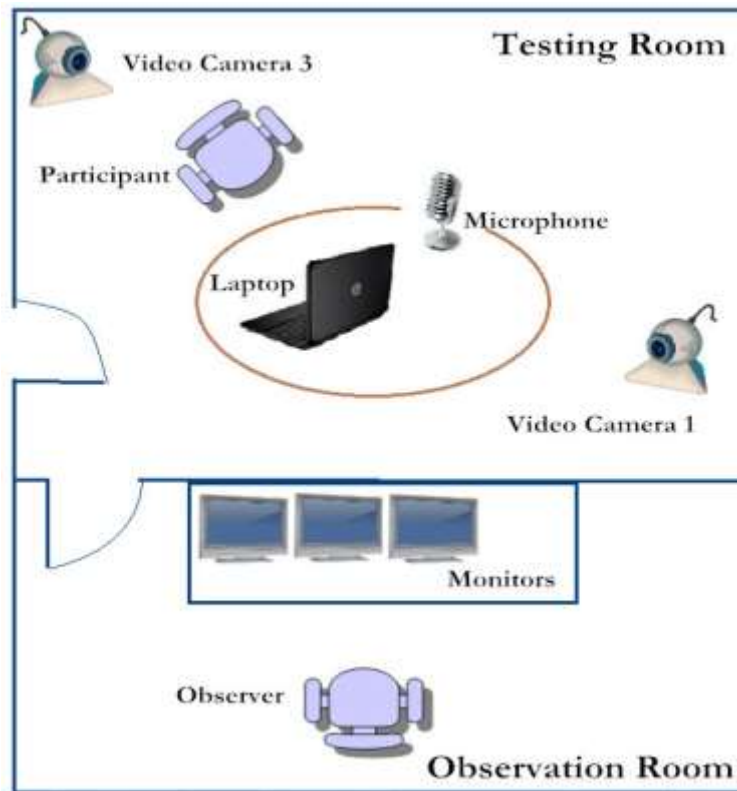 Testing Room
Video Camera 3
Participant
Microphone
Laptop
Video Camera 1
Monitors
Observer
Observation Room